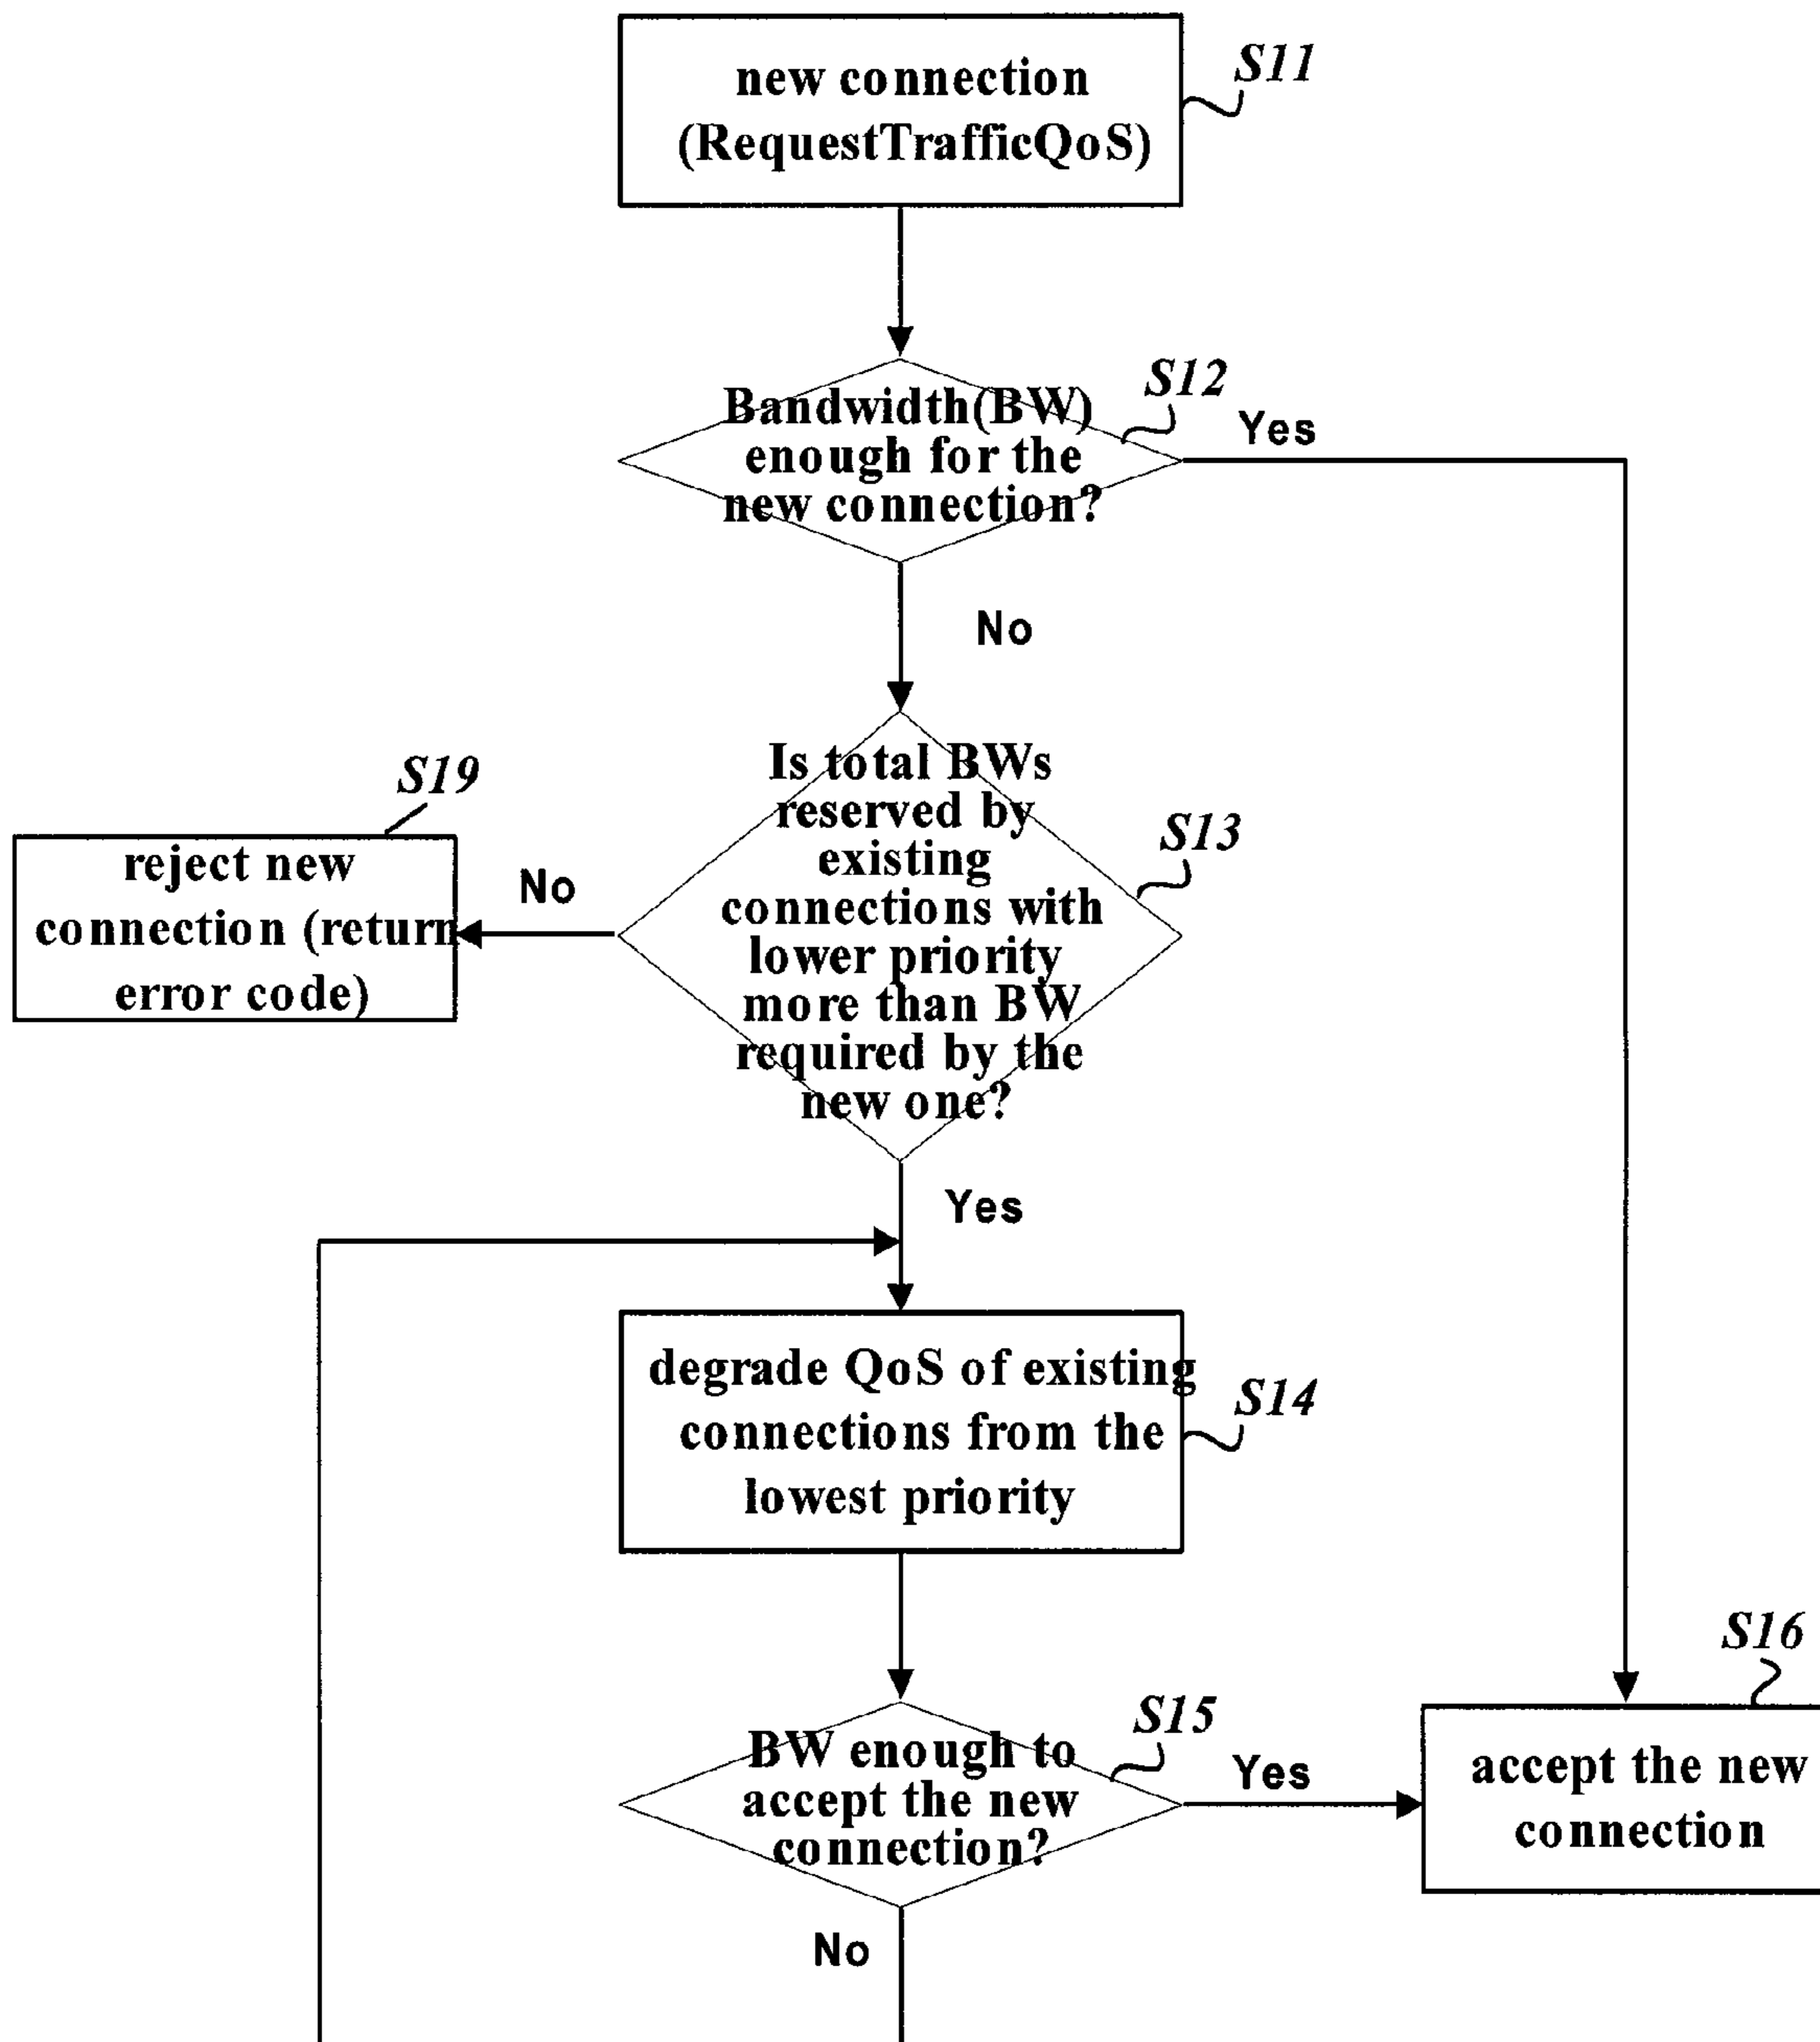 new connection
(RequestTrafficQoS)
S11
Bandwidth(BW)
enough for the
new connection?
S12
Yes
No
Is total BWs
reserved by
existing
connections with
lower priority
more than BW
required by the
new one?
S13
S19
reject new
connection (return
error code)
No
Yes
degrade QoS of existing
connections from the
lowest priority
S14
BW enough to
accept the new
connection?
S15
Yes
S16
accept the new
connection
No